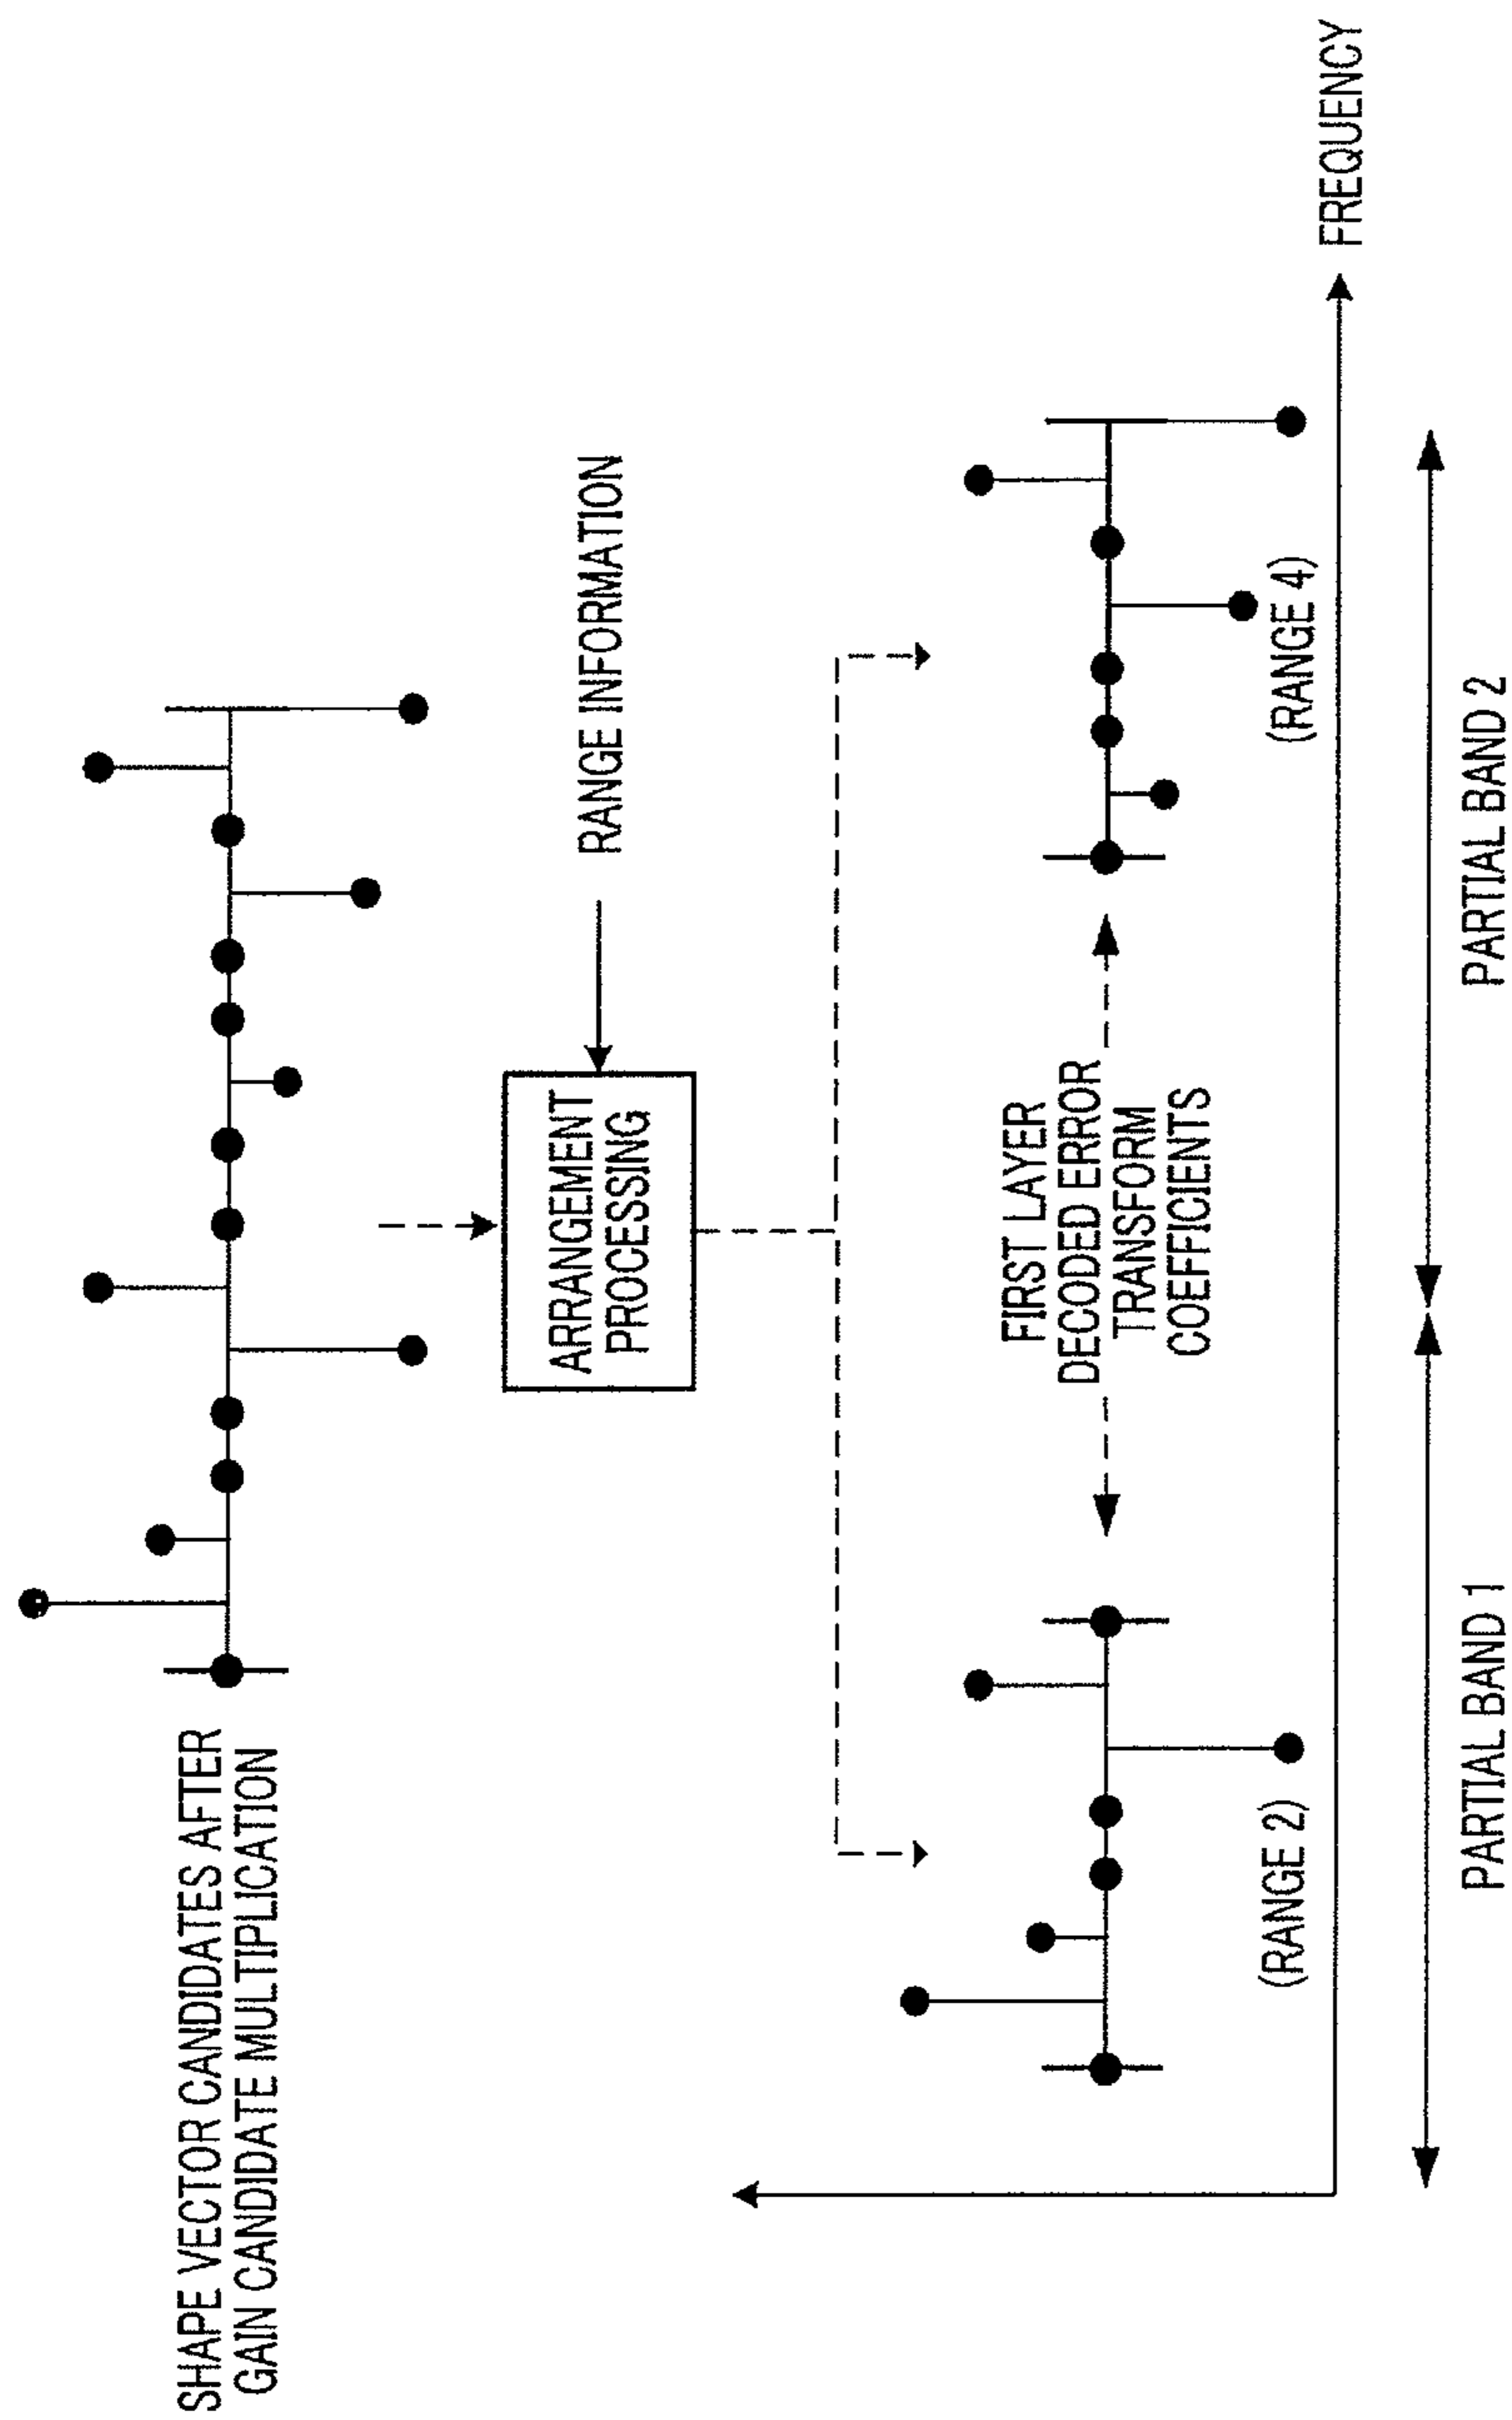 SHAPE VECTOR CANDIDATES AFTER
GAIN CANDIDATE MULTIPLICATION
ARRANGEMENT
PROCESSING
RANGE INFORMATION
FIRST LAYER
DECODED ERROR
TRANSFORM
COEFFICIENTS
(RANGE 2)
(RANGE 4)
FREQUENCY
PARTIAL BAND 1
PARTIAL BAND 2